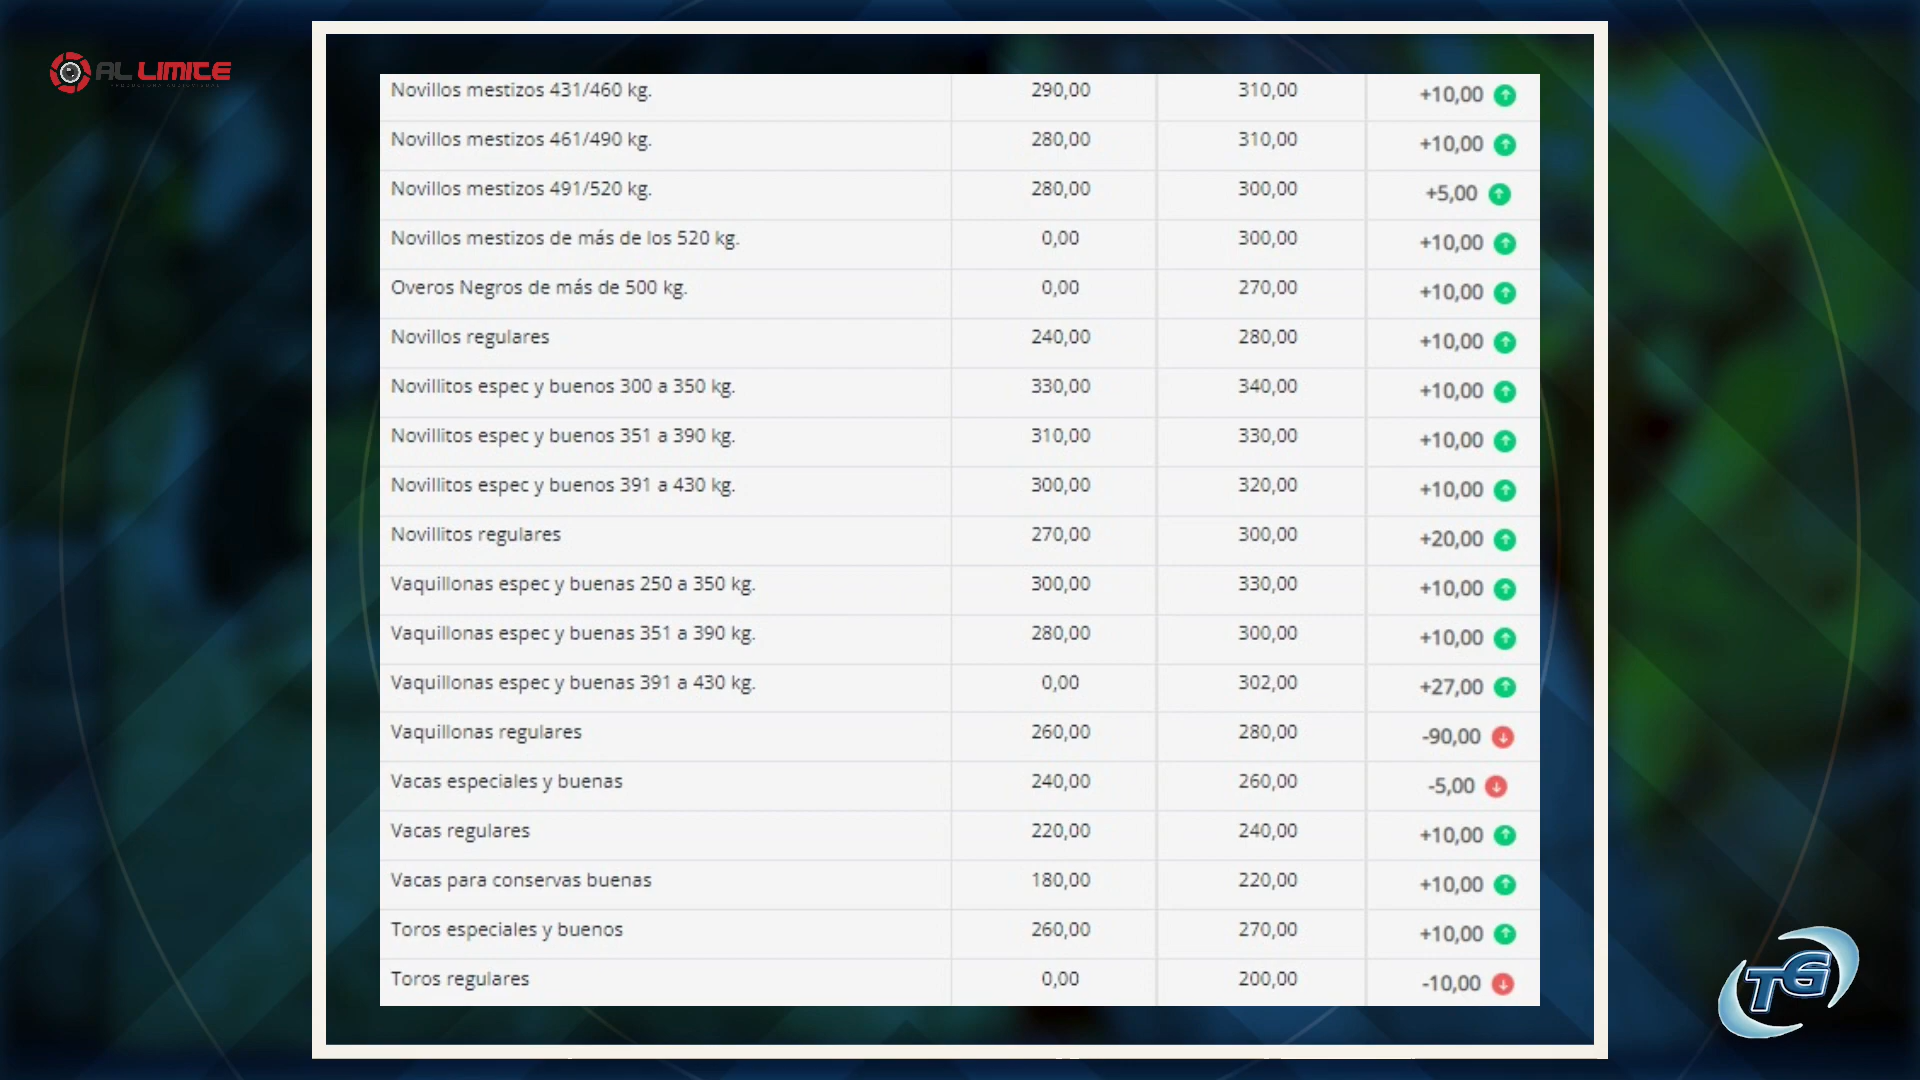 AL LIMITE
Novillos mestizos 431/460 kg. 290,00 310,00 +10,00
Novillos mestizos 461/490 kg. 280,00 310,00 +10,00
Novillos mestizos 491/520 kg. 280,00 300,00 +5,00
Novillos mestizos de más de los 520 kg. 0,00 300,00 +10,00
Overos Negros de más de 500 kg. 0,00 270,00 +10,00
Novillos regulares 240,00 280,00 +10,00
Novillitos espec y buenos 300 a 350 kg. 330,00 340,00 +10,00
Novillitos espec y buenos 351 a 390 kg. 310,00 330,00 +10,00
Novillitos espec y buenos 391 a 430 kg. 300,00 320,00 +10,00
Novillitos regulares 270,00 300,00 +20,00
Vaquillonas espec y buenas 250 a 350 kg. 300,00 330,00 +10,00
Vaquillonas espec y buenas 351 a 390 kg. 280,00 300,00 +10,00
Vaquillonas espec y buenas 391 a 430 kg. 0,00 302,00 +27,00
Vaquillonas regulares 260,00 280,00 -90,00
Vacas especiales y buenas 240,00 260,00 -5,00
Vacas regulares 220,00 240,00 +10,00
Vacas para conservas buenas 180,00 220,00 +10,00
Toros especiales y buenos 260,00 270,00 +10,00
Toros regulares 0,00 200,00 -10,00
TG